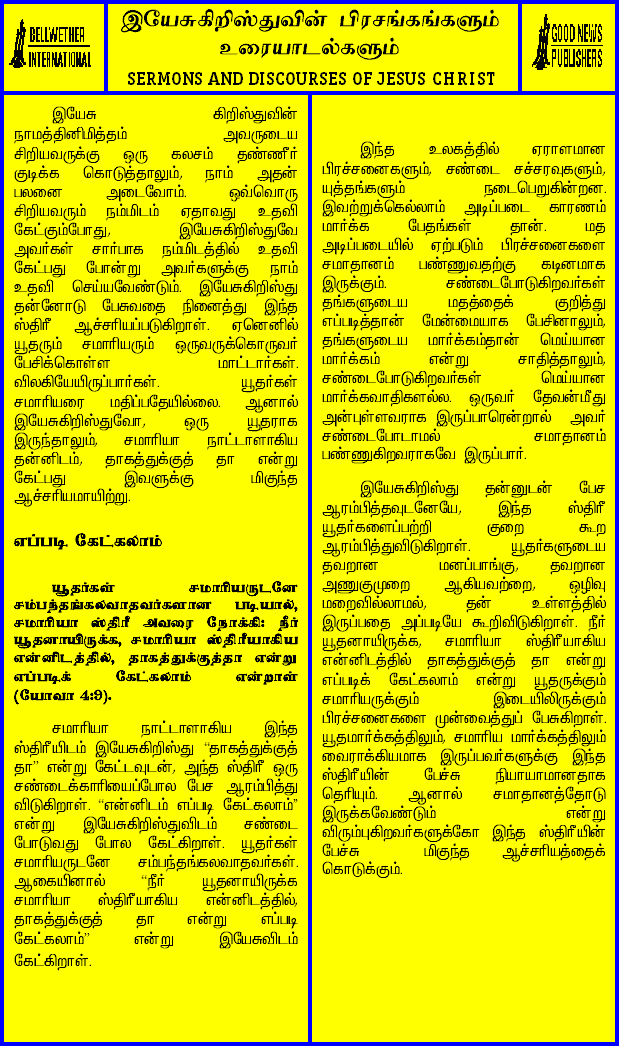 BELLWETHER
INTERNATIONAL
இயேசுகிறிஸ்துவின் பிரசங்கங்களும்
உரையாடல்களும்
SERMONS AND DISCOURSES OF JESUS CHRIST
GOOD NEWS
PUBLISHERS
இயேசு கிறிஸ்துவின்
நாமத்தினிமித்தம் அவருடைய
சிறியவருக்கு ஒரு கலசம் தண்ணீர்
குடிக்க கொடுத்தாலும், நாம் அதன்
பலனை அடைவோம். ஒவ்வொரு
சிறியவரும் நம்மிடம் ஏதாவது உதவி
கேட்கும்போது, இயேசுகிறிஸ்துவே
அவர்கள் சார்பாக நம்மிடத்தில் உதவி
கேட்பது போன்று அவர்களுக்கு நாம்
உதவி செய்யவேண்டும். இயேசுகிறிஸ்து
தன்னோடு பேசுவதை நினைத்து இந்த
ஸ்திரீ ஆச்சரியப்படுகிறாள். ஏனெனில்
யூதரும் சமாரியரும் ஒருவருக்கொருவர்
பேசிக்கொள்ள மாட்டார்கள்.
விலகியேயிருப்பார்கள். யூதர்கள்
சமாரியரை மதிப்பதேயில்லை. ஆனால்
இயேசுகிறிஸ்துவோ, ஒரு யூதராக
இருந்தாலும், சமாரியா நாட்டாளாகிய
தன்னிடம், தாகத்துக்குத் தா என்று
கேட்பது இவளுக்கு மிகுந்த
ஆச்சரியமாயிற்று.
எப்படி கேட்கலாம்
யூதர்கள் சமாரியருடனே
சம்பந்தங்கலவாதவர்களான படியால்,
சமாரியா ஸ்திரீ அவரை நோக்கி: நீர்
யூதனாயிருக்க, சமாரியா ஸ்திரீயாகிய
என்னிடத்தில், தாகத்துக்குத்தா என்று
எப்படிக் கேட்கலாம் என்றாள்
(யோவா 4:9).
சமாரியா நாட்டாளாகிய இந்த
ஸ்திரீயிடம் இயேசுகிறிஸ்து “தாகத்துக்குத்
தா” என்று கேட்டவுடன், அந்த ஸ்திரீ ஒரு
சண்டைக்காரியைப்போல பேச ஆரம்பித்து
விடுகிறாள். “என்னிடம் எப்படி கேட்கலாம்”
என்று இயேசுகிறிஸ்துவிடம் சண்டை
போடுவது போல கேட்கிறாள். யூதர்கள்
சமாரியருடனே சம்பந்தங்கலவாதவர்கள்.
ஆகையினால் “நீர் யூதனாயிருக்க
சமாரியா ஸ்திரீயாகிய என்னிடத்தில்,
தாகத்துக்குத் தா என்று எப்படி
கேட்கலாம்” என்று இயேசுவிடம்
கேட்கிறாள்.
இந்த உலகத்தில் ஏராளமான
பிரச்சனைகளும், சண்டை சச்சரவுகளும்,
யுத்தங்களும் நடைபெறுகின்றன.
இவற்றுக்கெல்லாம் அடிப்படை காரணம்
மார்க்க பேதங்கள் தான். மத
அடிப்படையில் ஏற்படும் பிரச்சனைகளை
சமாதானம் பண்ணுவதற்கு கடினமாக
இருக்கும். சண்டைபோடுகிறவர்கள்
தங்களுடைய மதத்தைக் குறித்து
எப்படித்தான் மேன்மையாக பேசினாலும்,
தங்களுடைய மார்க்கம்தான் மெய்யான
மார்க்கம் என்று சாதித்தாலும்,
சண்டைபோடுகிறவர்கள் மெய்யான
மார்க்கவாதிகளல்ல. ஒருவர் தேவன்மீது
அன்புள்ளவராக இருப்பாரென்றால் அவர்
சண்டைபோடாமல் சமாதானம்
பண்ணுகிறவராகவே இருப்பார்.
இயேசுகிறிஸ்து தன்னுடன் பேச
ஆரம்பித்தவுடனேயே, இந்த ஸ்திரீ
யூதர்களைப்பற்றி குறை கூற
ஆரம்பித்துவிடுகிறாள். யூதர்களுடைய
தவறான மனப்பாங்கு, தவறான
அணுகுமுறை ஆகியவற்றை, ஒழிவு
மறைவில்லாமல், தன் உள்ளத்தில்
இருப்பதை அப்படியே கூறிவிடுகிறாள். நீர்
யூதனாயிருக்க, சமாரியா ஸ்திரீயாகிய
என்னிடத்தில் தாகத்துக்குத் தா என்று
எப்படிக் கேட்கலாம் என்று யூதருக்கும்
சமாரியருக்கும் இடையிலிருக்கும்
பிரச்சனைகளை முன்வைத்துப் பேசுகிறாள்.
யூதமார்க்கத்திலும், சமாரிய மார்க்கத்திலும்
வைராக்கியமாக இருப்பவர்களுக்கு இந்த
ஸ்திரீயின் பேச்சு நியாயாமானதாக
தெரியும். ஆனால் சமாதானத்தோடு
இருக்கவேண்டும் என்று
விரும்புகிறவர்களுக்கோ இந்த ஸ்திரீயின்
பேச்சு மிகுந்த ஆச்சரியத்தைக்
கொடுக்கும்.